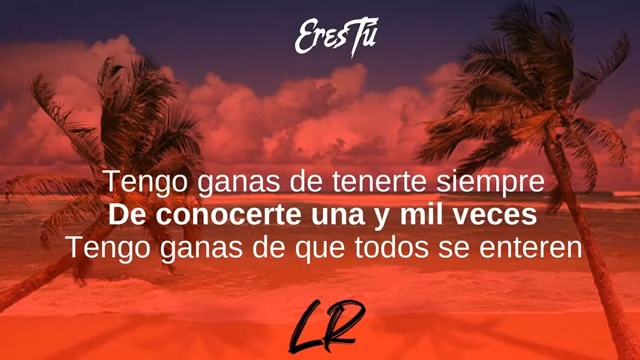 Eres Tú
Tengo ganas de tenerte siempre
De conocerte una y mil veces
Tengo ganas de que todos se enteren
LR